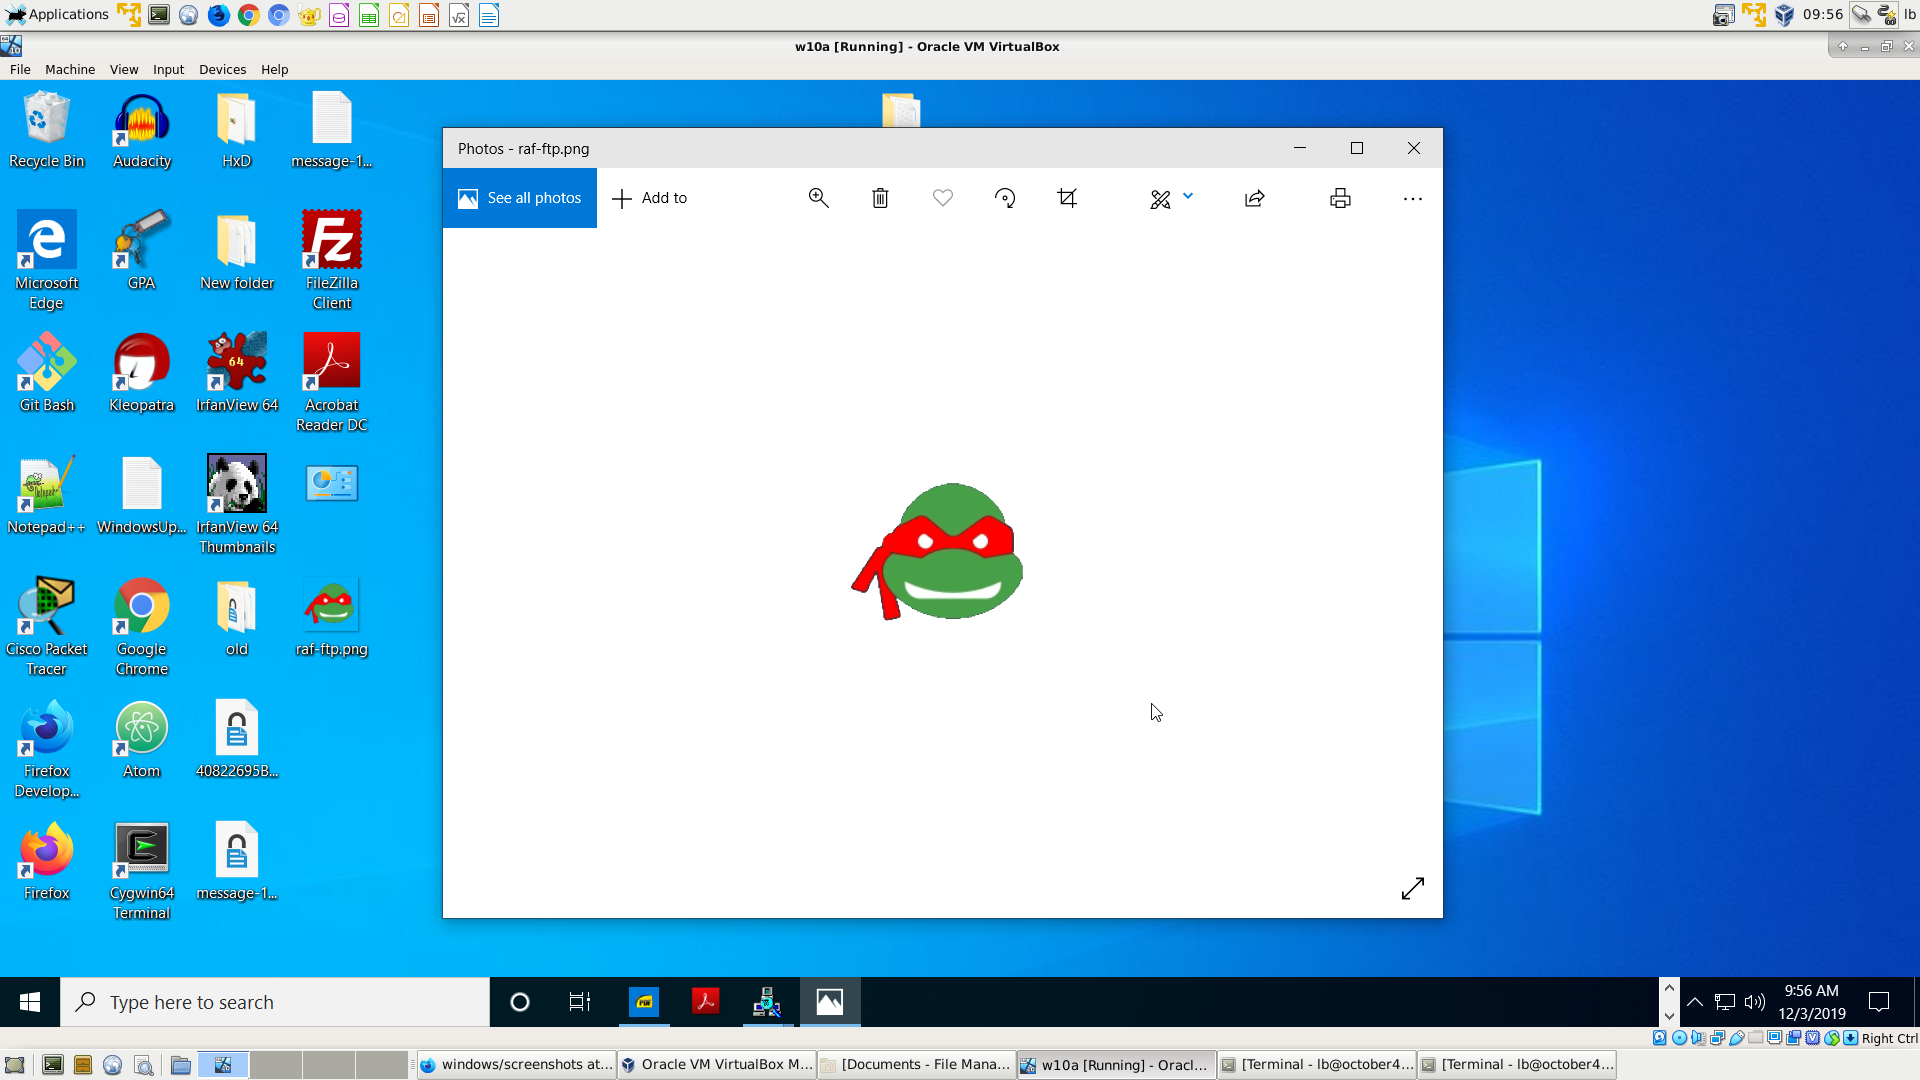 Applications
09:56
lb
w10a [Running] - Oracle VM VirtualBox
File Machine View Input Devices Help
Recycle Bin
Audacity
HxD
message-1...
Photos - raf-ftp.png
See all photos
Add to
Microsoft
Edge
GPA
New folder
FileZilla
Client
Git Bash
Kleopatra
64
IrfanView 64
Acrobat
Reader DC
Notepad++
WindowsUp...
IrfanView 64
Thumbnails
Cisco Packet
Tracer
Google
Chrome
old
raf-ftp.png
Firefox
Develop...
Atom
40822695B...
Firefox
Cygwin64
Terminal
message-1...
Type here to search
9:56 AM
12/3/2019
Right Ctrl
windows/screenshots at...
Oracle VM VirtualBox M...
[Documents - File Mana...
w10a [Running] - Oracl...
[Terminal - lb@october4...
[Terminal - lb@october4...